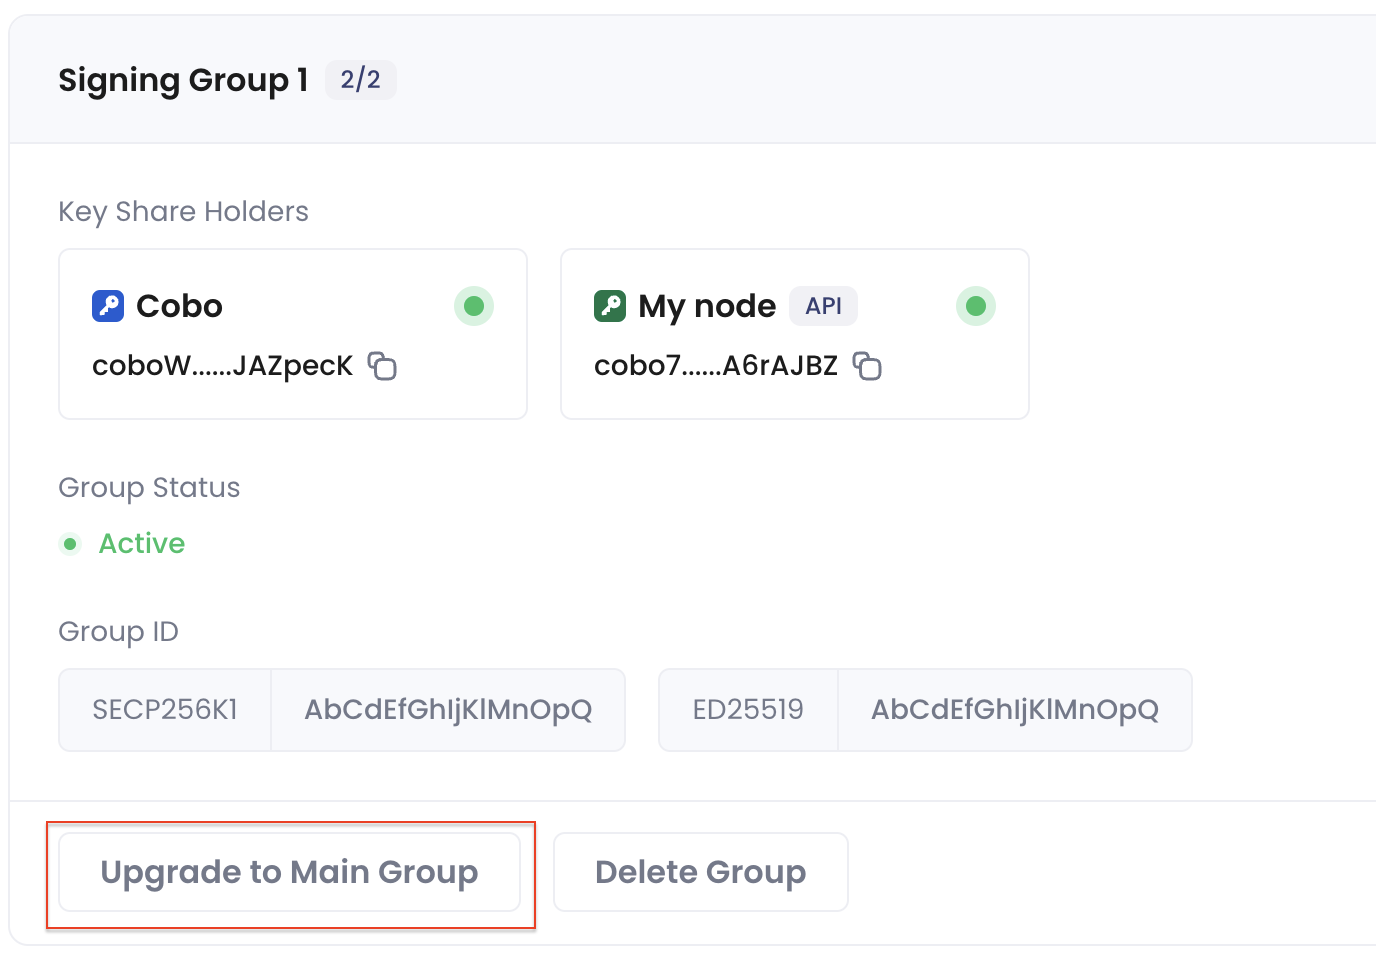 Signing Group 1 2/2
Key Share Holders
Cobo
My node API
coboW......JAZpecK
cobo7......A6rAJBZ
Group Status
Active
Group ID
SECP256K1 AbCdEfGhIjKlMnOpQ
ED25519 AbCdEfGhIjKlMnOpQ
Upgrade to Main Group
Delete Group